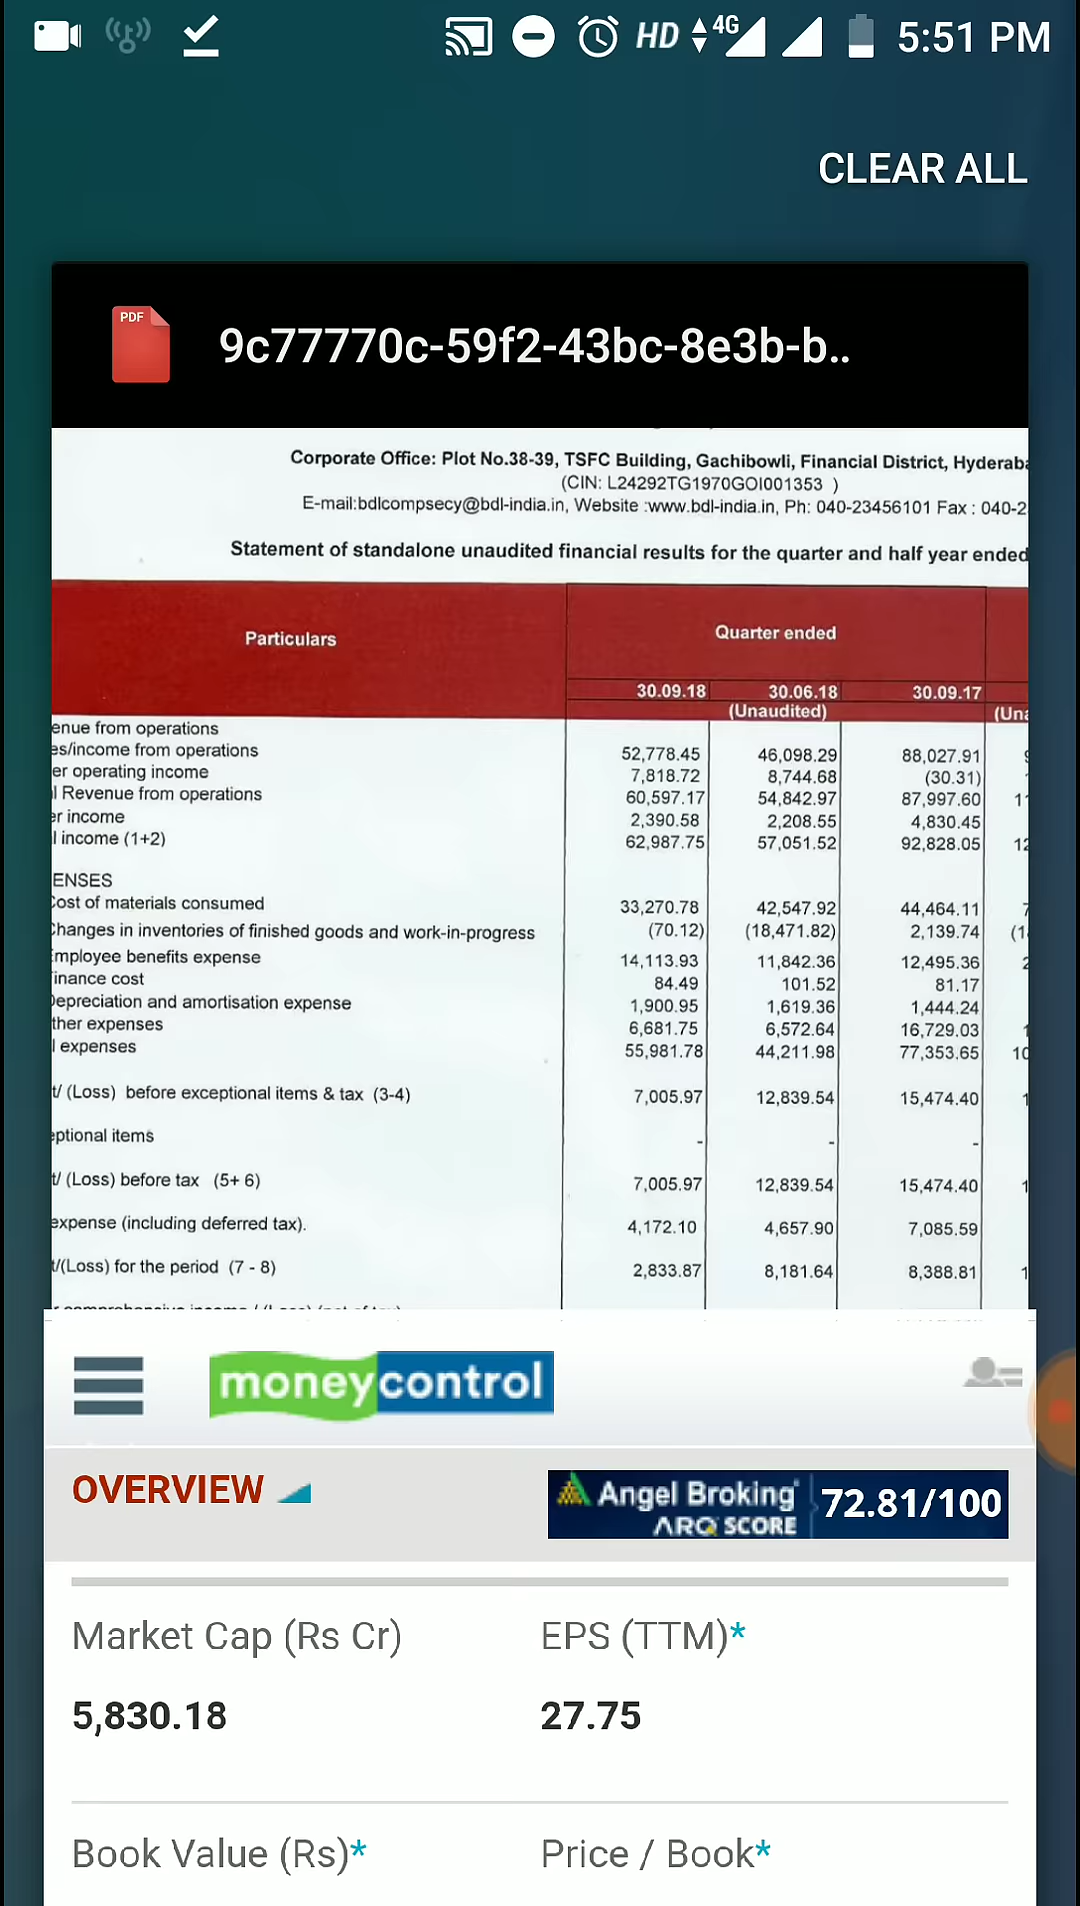 HD 4G 5:51 PM
CLEAR ALL
PDF
9c77770c-59f2-43bc-8e3b-b..
Corporate Office: Plot No.38-39, TSFC Building, Gachibowli, Financial District, Hyderaba
(CIN: L24292TG1970GOI001353 )
E-mail:bdlcompsecy@bdl-india.in, Website :www.bdl-india.in, Ph: 040-23456101 Fax : 040-2
Statement of standalone unaudited financial results for the quarter and half year ended
Particulars Quarter ended
30.09.18 30.06.18 30.09.17
(Unaudited) (Una
enue from operations
es/income from operations 52,778.45 46,098.29 88,027.91
er operating income 7,818.72 8,744.68 (30.31)
l Revenue from operations 60,597.17 54,842.97 87,997.60 1
er income 2,390.58 2,208.55 4,830.45
l income (1+2) 62,987.75 57,051.52 92,828.05 12
ENSES
Cost of materials consumed 33,270.78 42,547.92 44,464.11 7
Changes in inventories of finished goods and work-in-progress (70.12) (18,471.82) 2,139.74 (1
Employee benefits expense 14,113.93 11,842.36 12,495.36 2
inance cost 84.49 101.52 81.17
Depreciation and amortisation expense 1,900.95 1,619.36 1,444.24
ther expenses 6,681.75 6,572.64 16,729.03 1
l expenses 55,981.78 44,211.98 77,353.65 10
t/ (Loss) before exceptional items & tax (3-4) 7,005.97 12,839.54 15,474.40 1
eptional items - - -
t/ (Loss) before tax (5+ 6) 7,005.97 12,839.54 15,474.40 1
expense (including deferred tax). 4,172.10 4,657.90 7,085.59
t/(Loss) for the period (7 - 8) 2,833.87 8,181.64 8,388.81 1
moneycontrol
OVERVIEW Angel Broking 72.81/100
ARQ SCORE
Market Cap (Rs Cr) EPS (TTM)*
5,830.18 27.75
Book Value (Rs)* Price / Book*